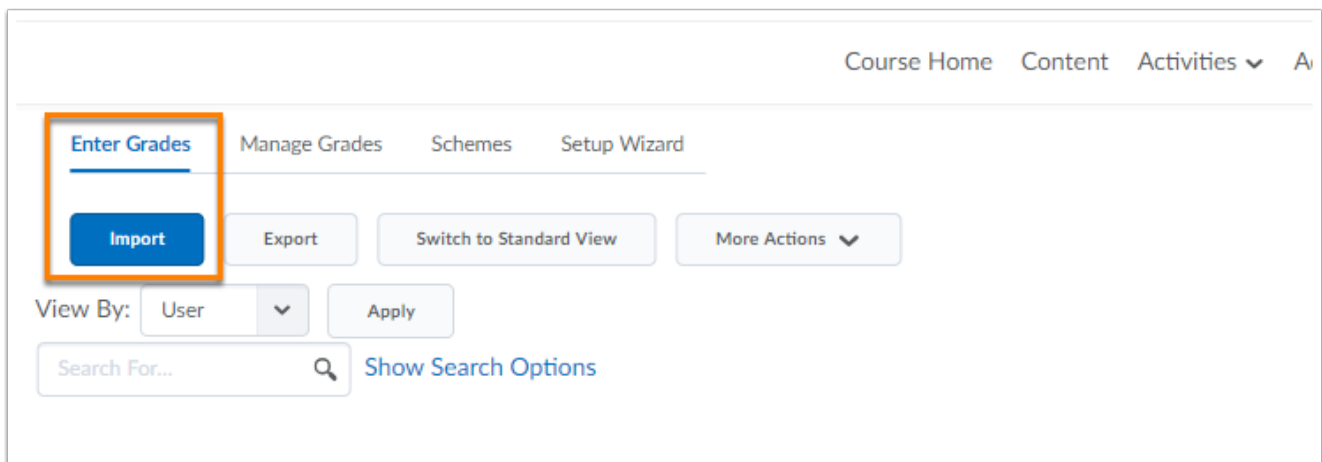 Course Home Content Activities
Enter Grades Manage Grades Schemes Setup Wizard
Import Export Switch to Standard View More Actions
View By: User Apply
Search For... Show Search Options